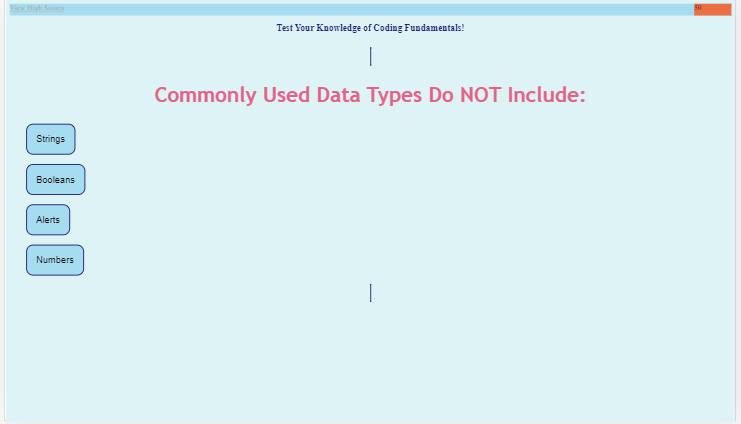 View High Scores
50
Test Your Knowledge of Coding Fundamentals!
Commonly Used Data Types Do NOT Include:
Strings
Booleans
Alerts
Numbers